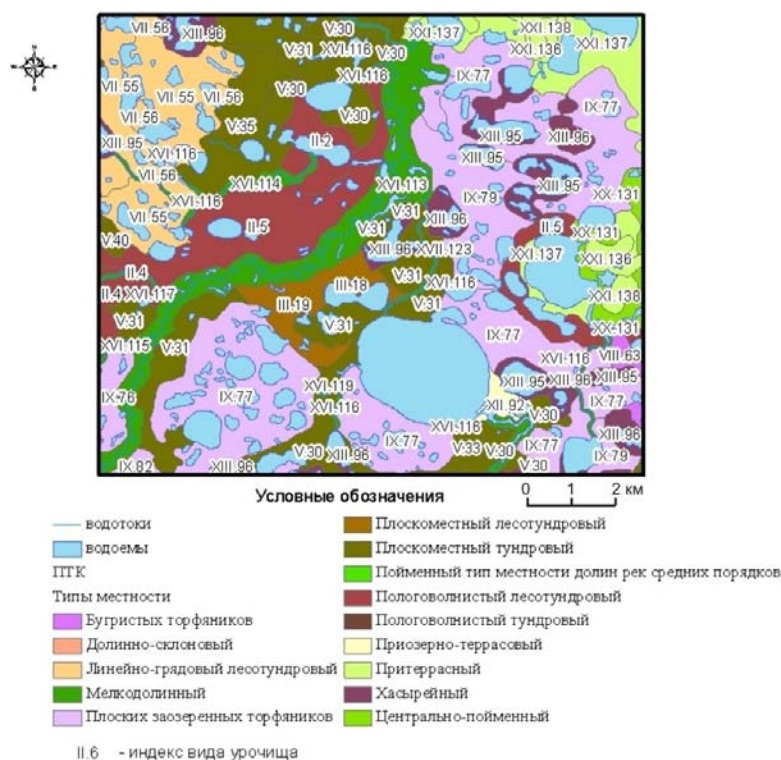 VII.56
XIII.96
V.30
XXI.137
XXI.138
V.31
XVI.116
V.30
XXI.136
XXI.137
VII.55
VII.55
VII.56
XVI.116
IX.77
IX.77
V.30
VII.56
V.30
V.35
II.2
XIII.95
XIII.96
XIII.95
XVI.116
XIII.95
VII.56
XVI.114
XVI.113
XIII.95
XVI.116
IX.79
XX.131
VII.55
V.31
XIII.96
II.5
II.5
XX.131
V.31
V.40
XIII.96
XVII.123
XXI.137
XXI.136
II.4
V.31
XVI.116
II.4
XVI.117
III.18
XXI.138
III.19
V.31
V.31
V.31
XX.131
XVI.115
V.31
IX.77
XVI.116
VIII.63
XVI.119
XIII.95
XIII.96
XIII.95
IX.76
IX.77
XVI.116
XII.92
IX.77
V.30
XVI.116
XIII.96
IX.82
XIII.96
V.30
XIII.96
IX.77
V.33
V.30
IX.77
IX.79
V.30
Условные обозначения
0 1 2 км
водотоки
водоемы
ПТК
Типы местности
Бугристых торфяников
Долинно-склоновый
Линейно-грядовый лесотундровый
Мелкодолинный
Плоских заозеренных торфяников
Плоскоместный лесотундровый
Плоскоместный тундровый
Пойменный тип местности долин рек средних порядков
Пологоволнистый лесотундровый
Пологоволнистый тундровый
Приозерно-террасовый
Притеррасный
Хасырейный
Центрально-пойменный
II.6 - индекс вида урочища